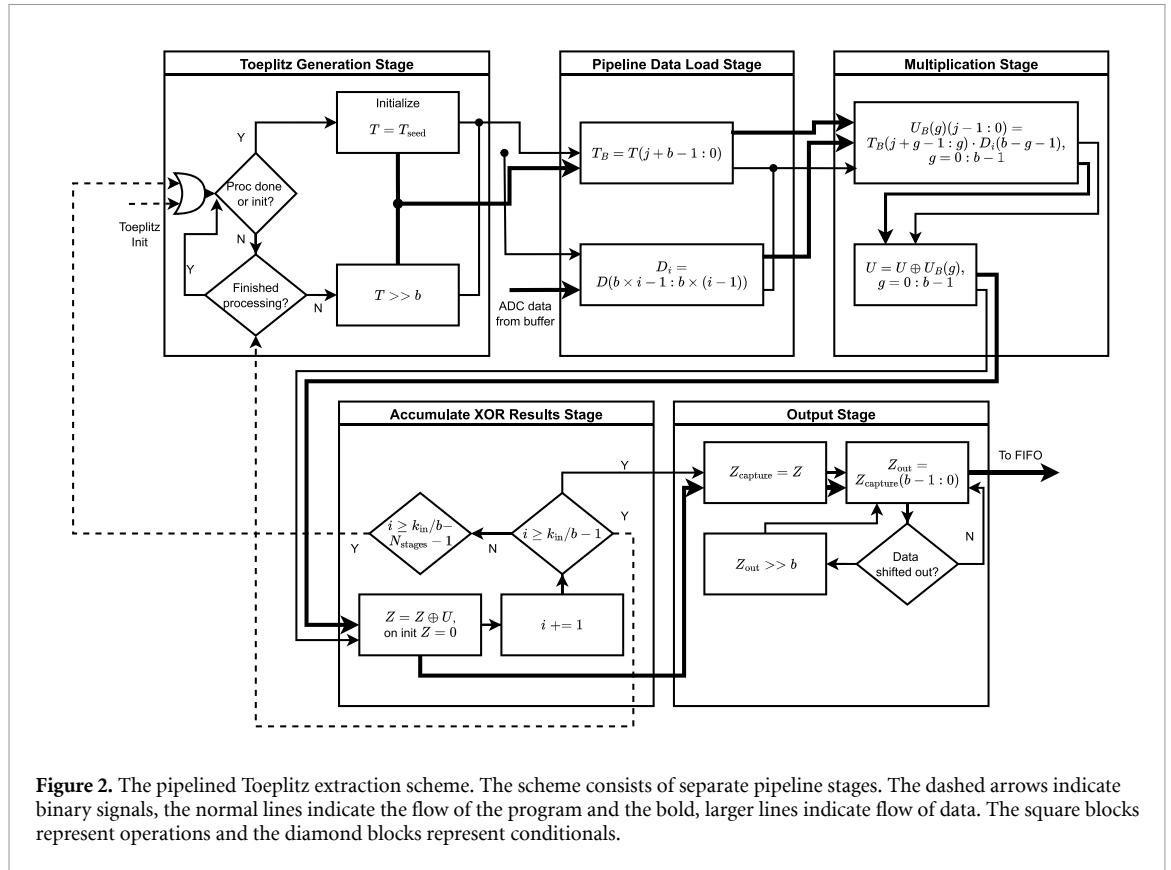 Toeplitz Generation Stage
Initialize
T = T_seed
Y
Proc done
or init?
Toeplitz
Init
N
Y
Finished
processing?
N
T >> b
Pipeline Data Load Stage
T_B = T(j + b − 1 : 0)
D_i =
D(b × i − 1 : b × (i − 1))
ADC data
from buffer
Multiplication Stage
U_B(g)(j − 1 : 0) =
T_B(j + g − 1 : g) · D_i(b − g − 1),
g = 0 : b − 1
U = U ⊕ U_B(g),
g = 0 : b − 1
Accumulate XOR Results Stage
Y
i ≥ k_in/b−
N_stages − 1
Y
N
i ≥ k_in/b − 1
Y
Z = Z ⊕ U,
on init Z = 0
i += 1
Output Stage
Z_capture = Z
Z_out =
Z_capture(b − 1 : 0)
To FIFO
N
Z_out >> b
Data
shifted out?
Figure 2. The pipelined Toeplitz extraction scheme. The scheme consists of separate pipeline stages. The dashed arrows indicate
binary signals, the normal lines indicate the flow of the program and the bold, larger lines indicate flow of data. The square blocks
represent operations and the diamond blocks represent conditionals.